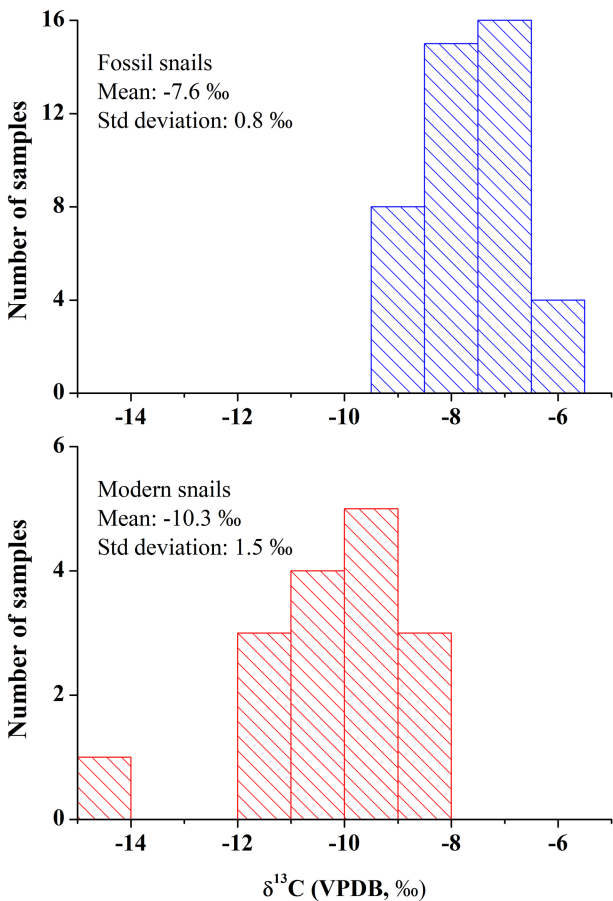 16
12
8
4
0
Number of samples
Fossil snails
Mean: -7.6 ‰
Std deviation: 0.8 ‰
-14 -12 -10 -8 -6
6
4
2
0
Number of samples
Modern snails
Mean: -10.3 ‰
Std deviation: 1.5 ‰
-14 -12 -10 -8 -6
δ¹³C (VPDB, ‰)